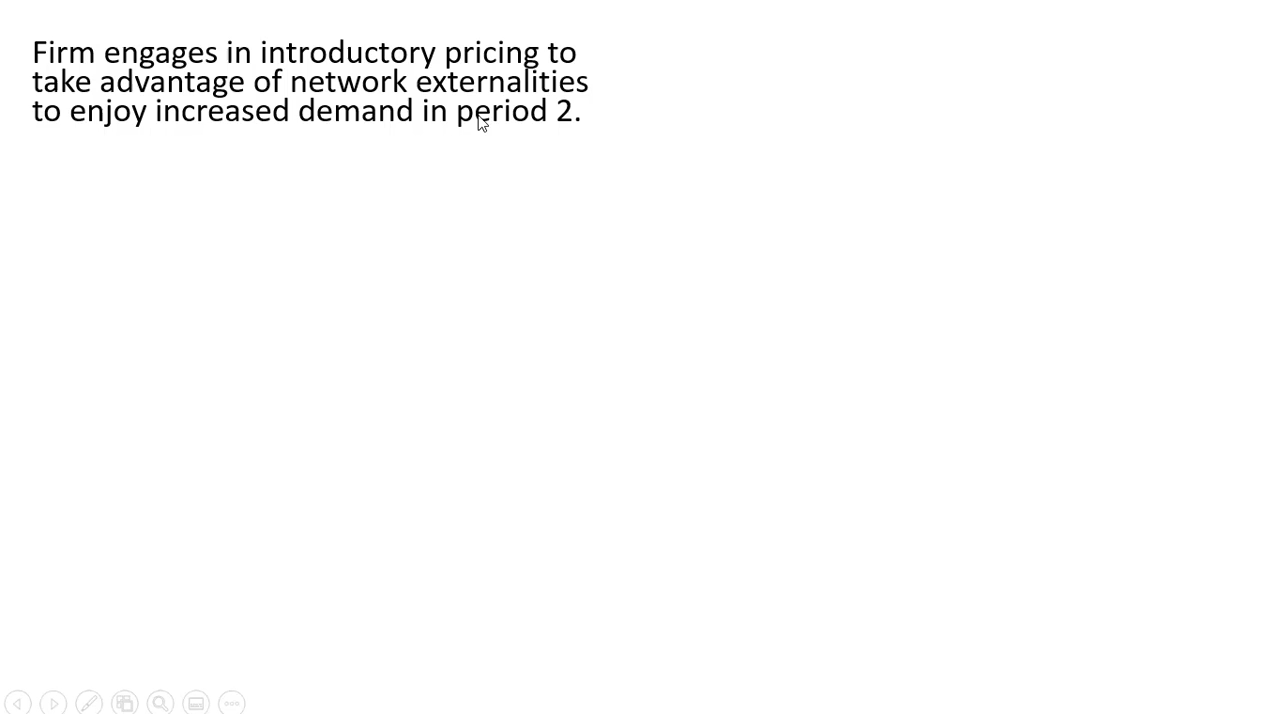 Firm engages in introductory pricing to
take advantage of network externalities
to enjoy increased demand in period 2.